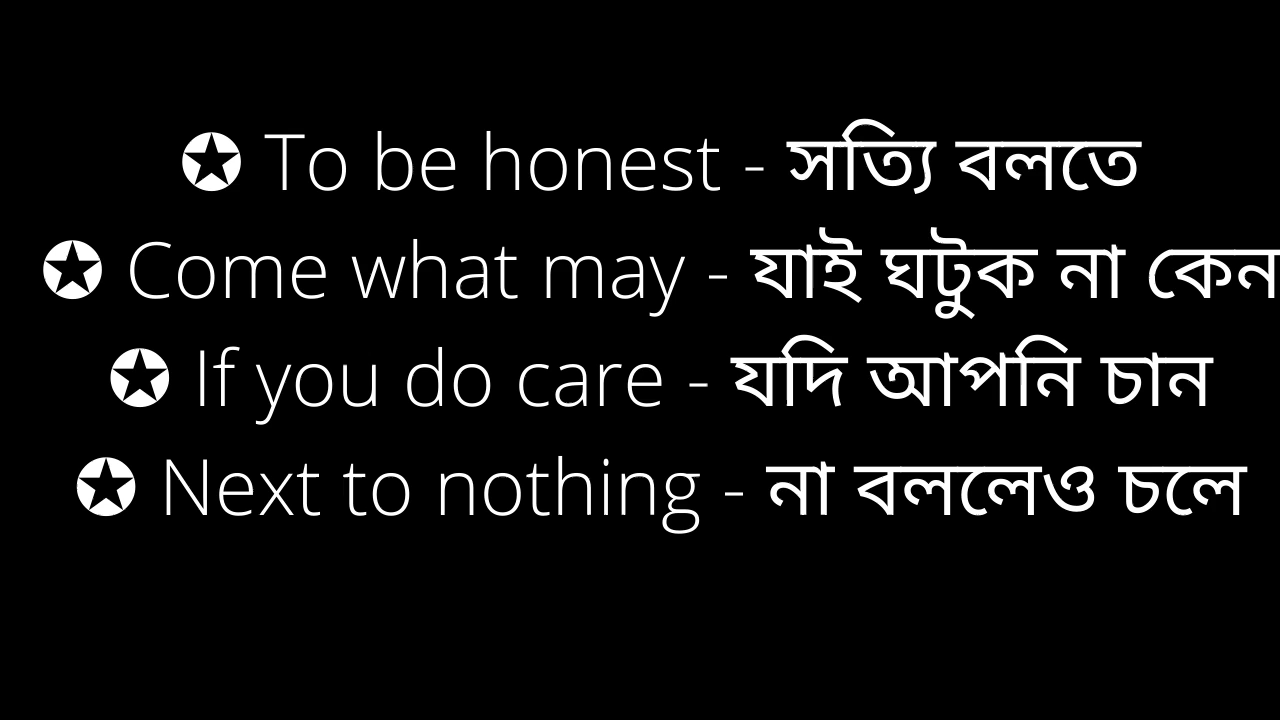 ✪ To be honest - সত্যি বলতে
✪ Come what may - যাই ঘটুক না কেন
✪ If you do care - যদি আপনি চান
✪ Next to nothing - না বললেও চলে